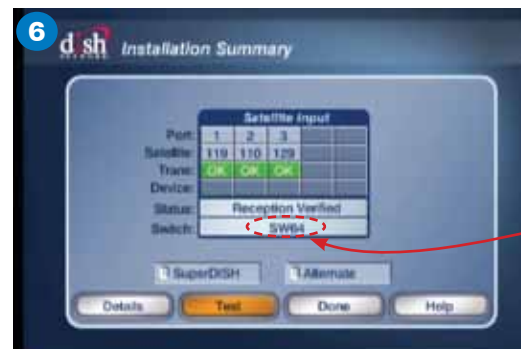 6
dish Installation Summary
Satellite Input
Port: 1 2 3
Satellite: 119 110 129
Trans: OK OK OK
Device:
Status: Reception Verified
Switch: SW64
SuperDISH Alternate
Details Test Done Help